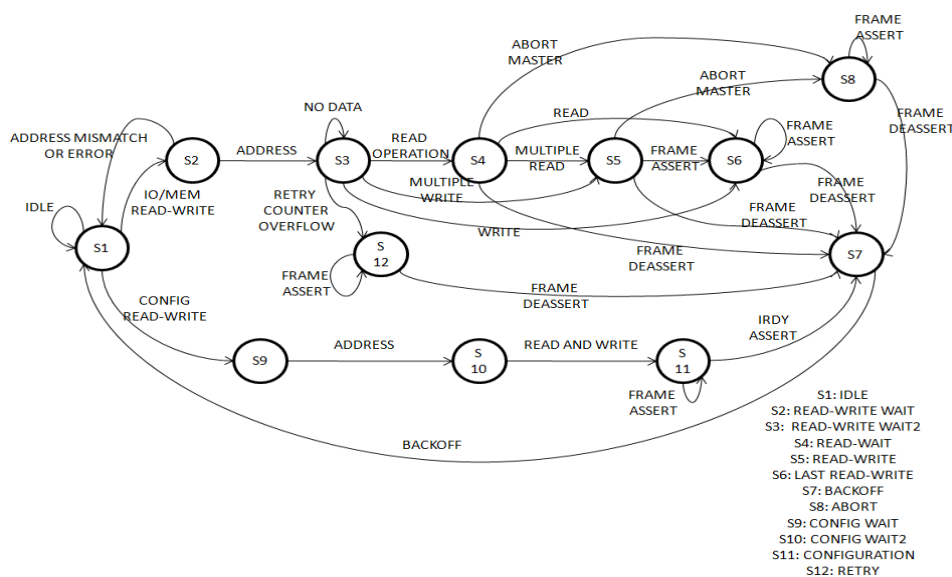 FRAME
ASSERT
ABORT
MASTER
S8
ABORT
MASTER
NO DATA
READ
FRAME
DEASSERT
ADDRESS MISMATCH
OR ERROR
READ
OPERATION
FRAME
ASSERT
S2
ADDRESS
S3
S4
MULTIPLE
READ
S5
FRAME
ASSERT
S6
IO/MEM
READ-WRITE
MULTIPLE
WRITE
FRAME
DEASSERT
IDLE
RETRY
COUNTER
OVERFLOW
WRITE
FRAME
DEASSERT
S1
S
12
FRAME
DEASSERT
S7
FRAME
ASSERT
FRAME
DEASSERT
CONFIG
READ-WRITE
IRDY
ASSERT
S9
ADDRESS
S
10
READ AND WRITE
S
11
FRAME
ASSERT
BACKOFF
S1: IDLE
S2: READ-WRITE WAIT
S3: READ-WRITE WAIT2
S4: READ-WAIT
S5: READ-WRITE
S6: LAST READ-WRITE
S7: BACKOFF
S8: ABORT
S9: CONFIG WAIT
S10: CONFIG WAIT2
S11: CONFIGURATION
S12: RETRY